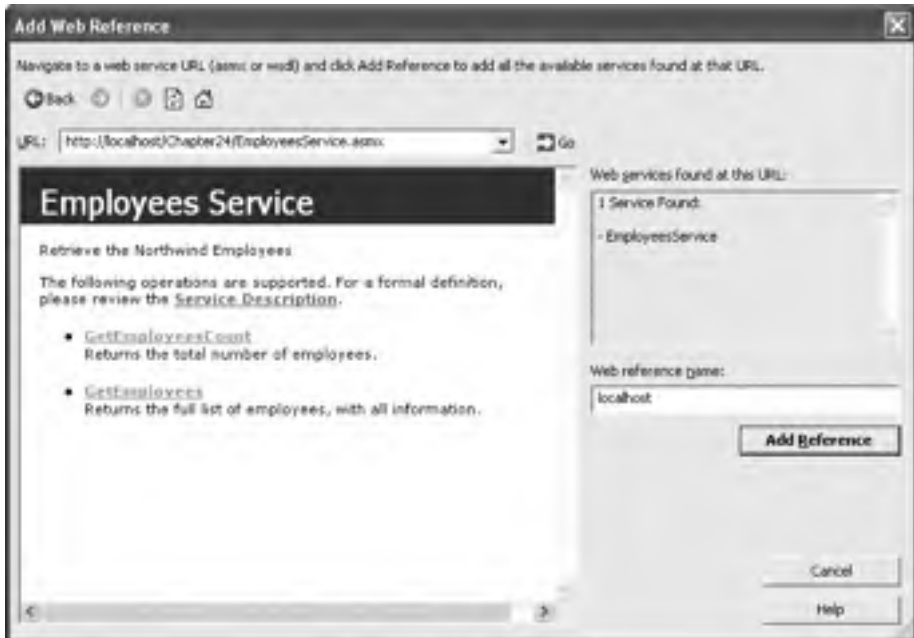 Add Web Reference
Navigate to a web service URL (asmx or wsdl) and click Add Reference to add all the available services found at that URL.
Back
URL: http://localhost/Chapter24/EmployeesService.asmx
Go
Employees Service
Retrieve the Northwind Employees
The following operations are supported. For a formal definition,
please review the Service Description.
• GetEmployeesCount
Returns the total number of employees.
• GetEmployees
Returns the full list of employees, with all information.
Web services found at this URL:
1 Service Found:
- EmployeesService
Web reference name:
localhost
Add Reference
Cancel
Help